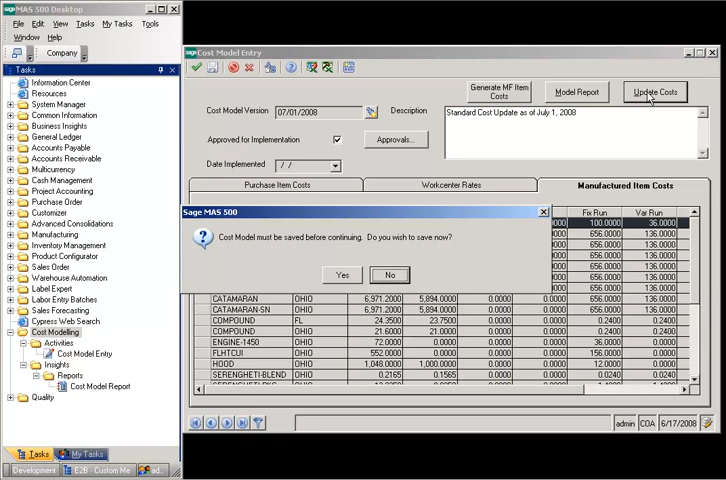 Sage MAS 500 Desktop
File Edit View Tasks My Tasks Tools
Window Help
Company
Tasks
Information Center
Resources
System Manager
Common Information
Business Insights
General Ledger
Accounts Payable
Accounts Receivable
Multicurrency
Cash Management
Project Accounting
Purchase Order
Customizer
Advanced Consolidations
Manufacturing
Inventory Management
Product Configurator
Sales Order
Warehouse Automation
Label Expert
Labor Entry Batches
Sales Forecasting
Cypress Web Search
Cost Modelling
Activities
Cost Model Entry
Insights
Reports
Cost Model Report
Quality
Tasks My Tasks
Development E2B - Custom Me ad..
Cost Model Entry
Generate MF Item Costs
Model Report
Update Costs
Cost Model Version 07/01/2008
Description Standard Cost Update as of July 1, 2008
Approved for Implementation
Approvals...
Date Implemented / /
Purchase Item Costs Workcenter Rates Manufactured Item Costs
Fix Run Var Run
Sage MAS 500
Cost Model must be saved before continuing. Do you wish to save now?
Yes No
100.0000 36.0000
656.0000 136.0000
656.0000 136.0000
656.0000 136.0000
656.0000 136.0000
656.0000 136.0000
CATAMARAN OHIO 6,971.2000 5,894.0000 0.0000 0.0000 656.0000 136.0000
CATAMARAN-SN OHIO 6,971.2000 5,894.0000 0.0000 0.0000 656.0000 136.0000
COMPOUND FL 24.3500 23.7500 0.0000 0.0000 0.2400 0.2400
COMPOUND OHIO 21.6000 21.0000 0.0000 0.0000 0.2400 0.2400
ENGINE-1450 OHIO 72.0000 0.0000 0.0000 0.0000 36.0000 36.0000
FLHTCUI OHIO 552.0000 0.0000 0.0000 0.0000 156.0000 36.0000
HOOD OHIO 1,048.0000 1,000.0000 0.0000 0.0000 12.0000 36.0000
SERENGHETI-BLEND OHIO 0.2165 0.1565 0.0000 0.0000 0.0240 0.0240
admin COA 6/17/2008